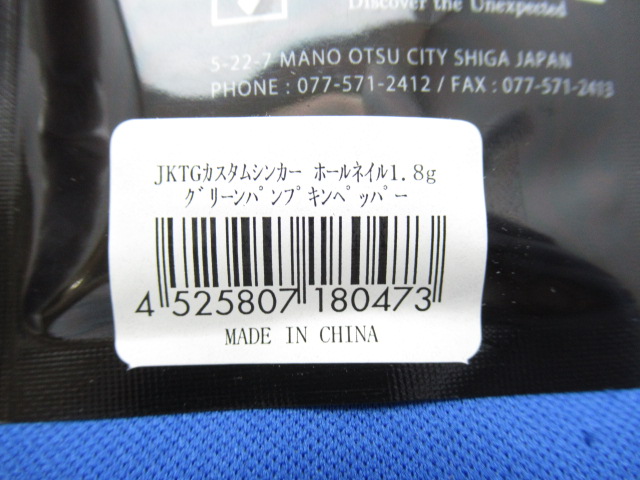 Discover the Unexpected
5-22-7 MANO OTSU CITY SHIGA JAPAN
PHONE : 077-571-2412 / FAX : 077-571-2413
JKTGカスタムシンカー ホールネイル1.8g
グリーンパンプキンペッパー
4 525807 180473
MADE IN CHINA